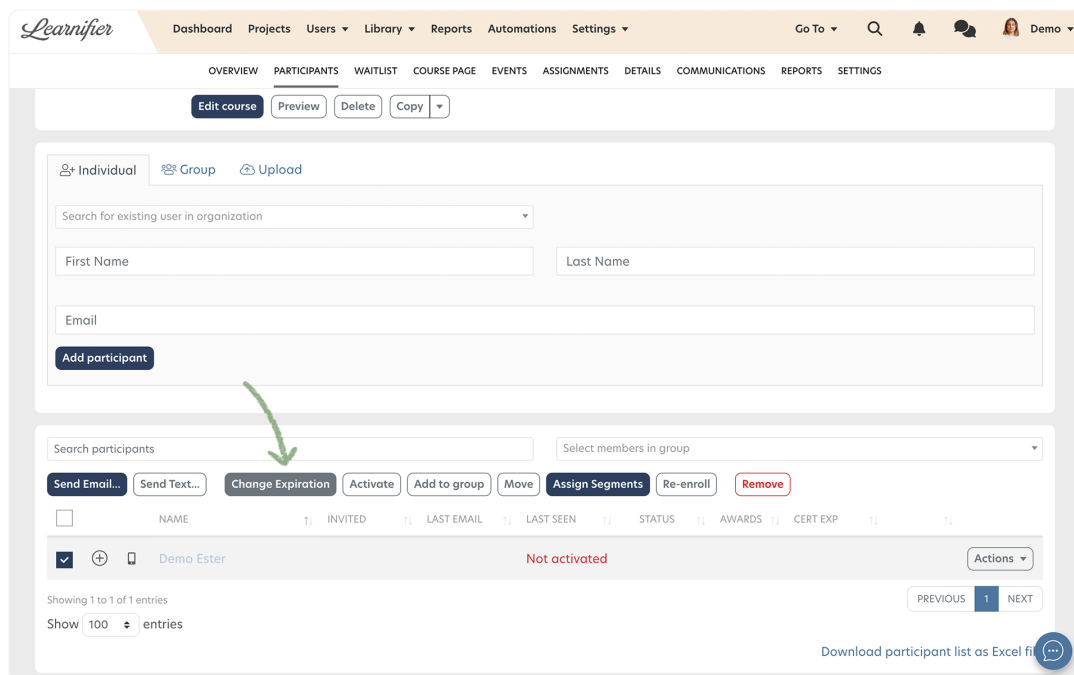 Learnifier Dashboard Projects Users Library Reports Automations Settings Go To Demo
OVERVIEW PARTICIPANTS WAITLIST COURSE PAGE EVENTS ASSIGNMENTS DETAILS COMMUNICATIONS REPORTS SETTINGS
Edit course Preview Delete Copy
Individual Group Upload
Search for existing user in organization
First Name Last Name
Email
Add participant
Search participants Select members in group
Send Email... Send Text... Change Expiration Activate Add to group Move Assign Segments Re-enroll Remove
NAME INVITED LAST EMAIL LAST SEEN STATUS AWARDS CERT EXP
Demo Ester Not activated Actions
Showing 1 to 1 of 1 entries PREVIOUS 1 NEXT
Show 100 entries
Download participant list as Excel fi